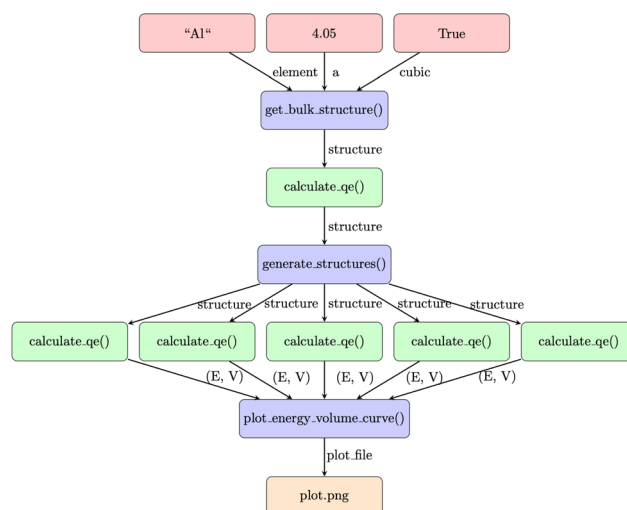 “Al“ 4.05 True
element a cubic
get_bulk_structure()
structure
calculate_qe()
structure
generate_structures()
structure structure structure structure structure
calculate_qe() calculate_qe() calculate_qe() calculate_qe() calculate_qe()
(E, V) (E, V) (E, V) (E, V) (E, V)
plot_energy_volume_curve()
plot_file
plot.png